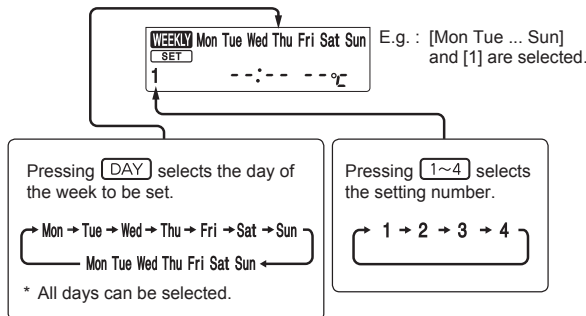 WEEKLY Mon Tue Wed Thu Fri Sat Sun
SET
1 --:-- --°C
E.g. : [Mon Tue ... Sun]
and [1] are selected.
Pressing DAY selects the day of
the week to be set.
Mon → Tue → Wed → Thu → Fri → Sat → Sun
Mon Tue Wed Thu Fri Sat Sun
* All days can be selected.
Pressing 1~4 selects
the setting number.
1 → 2 → 3 → 4